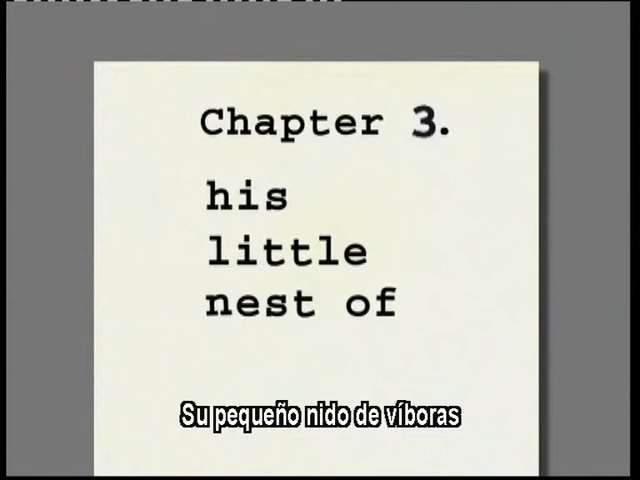 Chapter 3.
his
little
nest of
Su pequeño nido de víboras